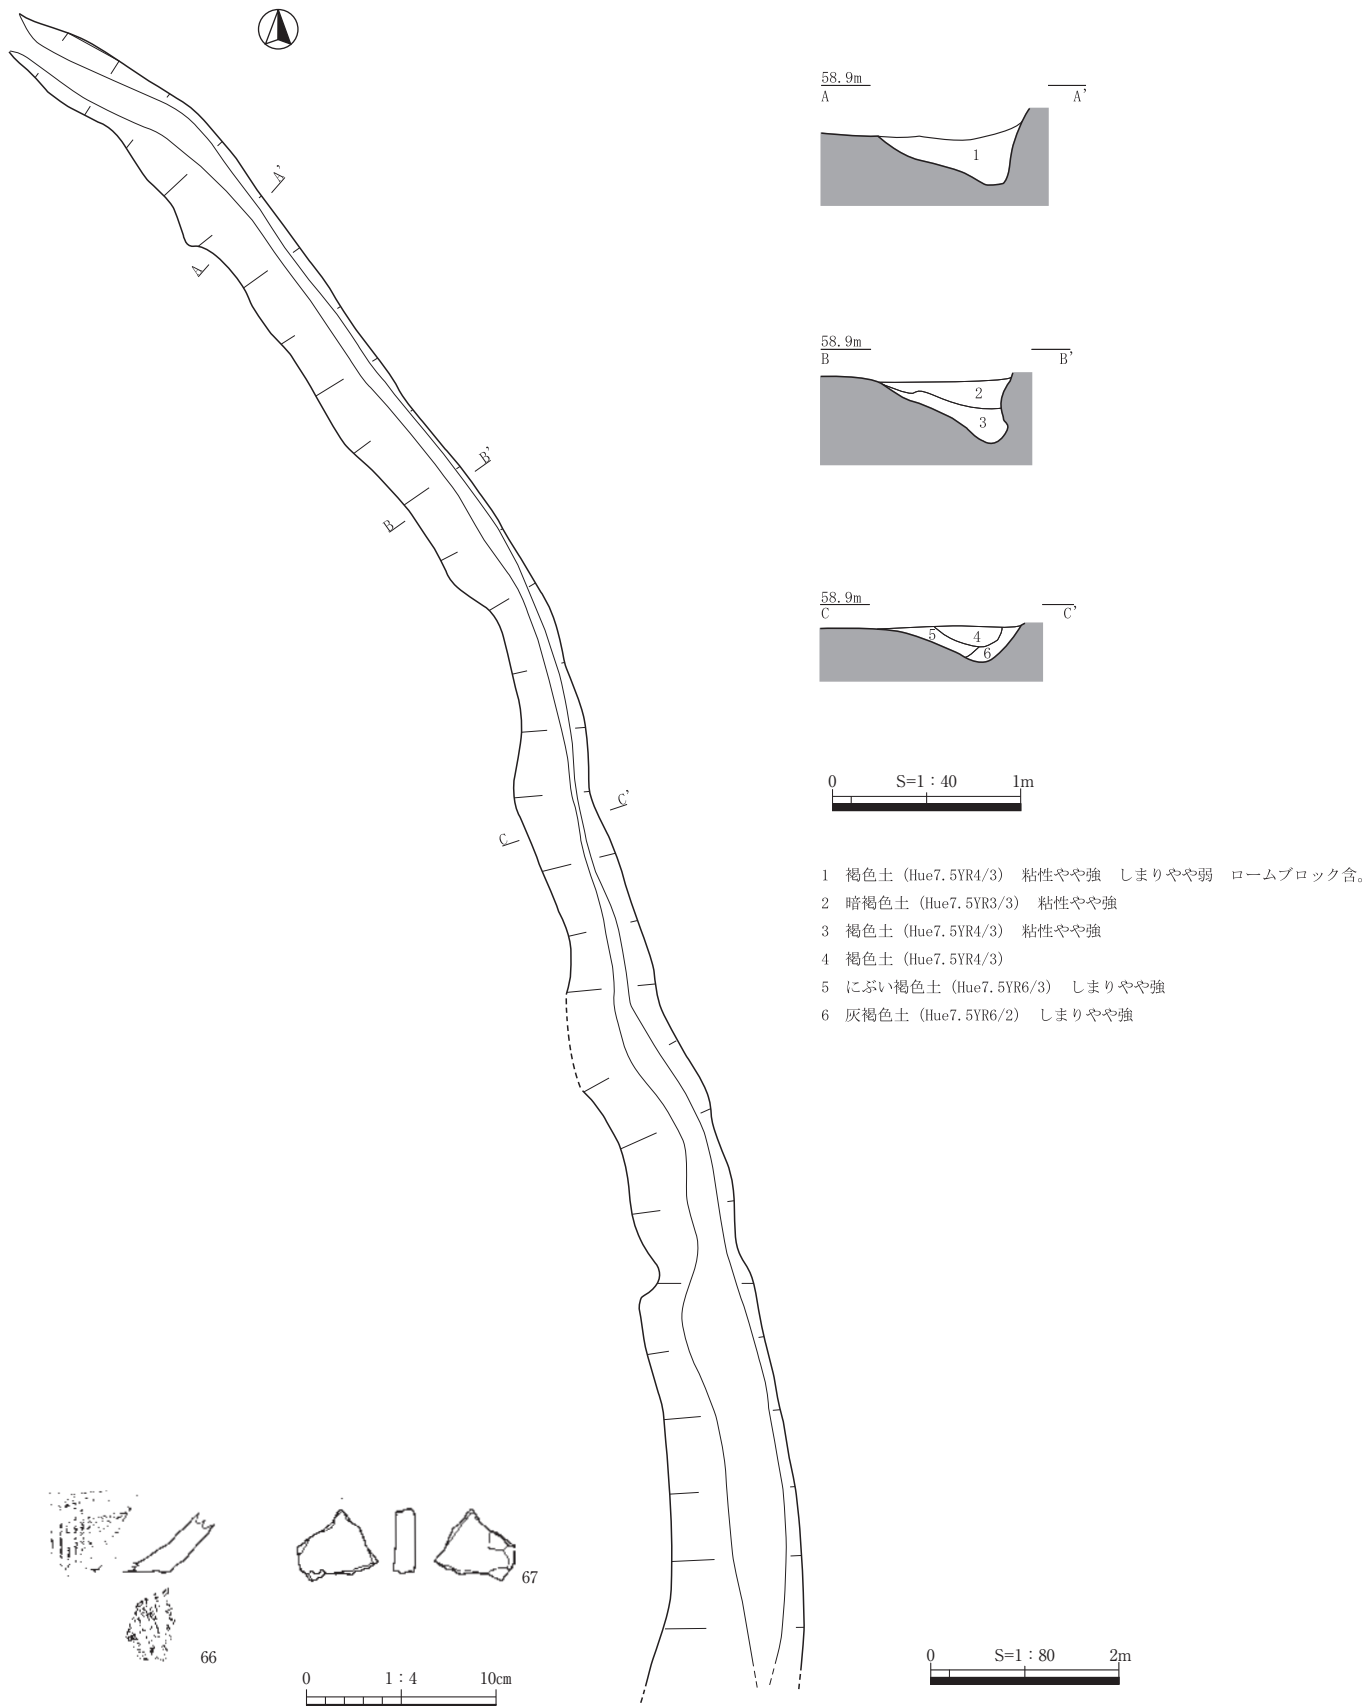 58.9m
A A’
1
A’
A
58.9m
B B’
2
3
B’
B
58.9m
C C’
5 4
6
C’
C
0 S=1：40 1m
1 褐色土（Hue7.5YR4/3） 粘性やや強 しまりやや弱 ロームブロック含。
2 暗褐色土（Hue7.5YR3/3） 粘性やや強
3 褐色土（Hue7.5YR4/3） 粘性やや強
4 褐色土（Hue7.5YR4/3）
5 にぶい褐色土（Hue7.5YR6/3） しまりやや強
6 灰褐色土（Hue7.5YR6/2） しまりやや強
67
66
0 1：4 10cm
0 S=1：80 2m